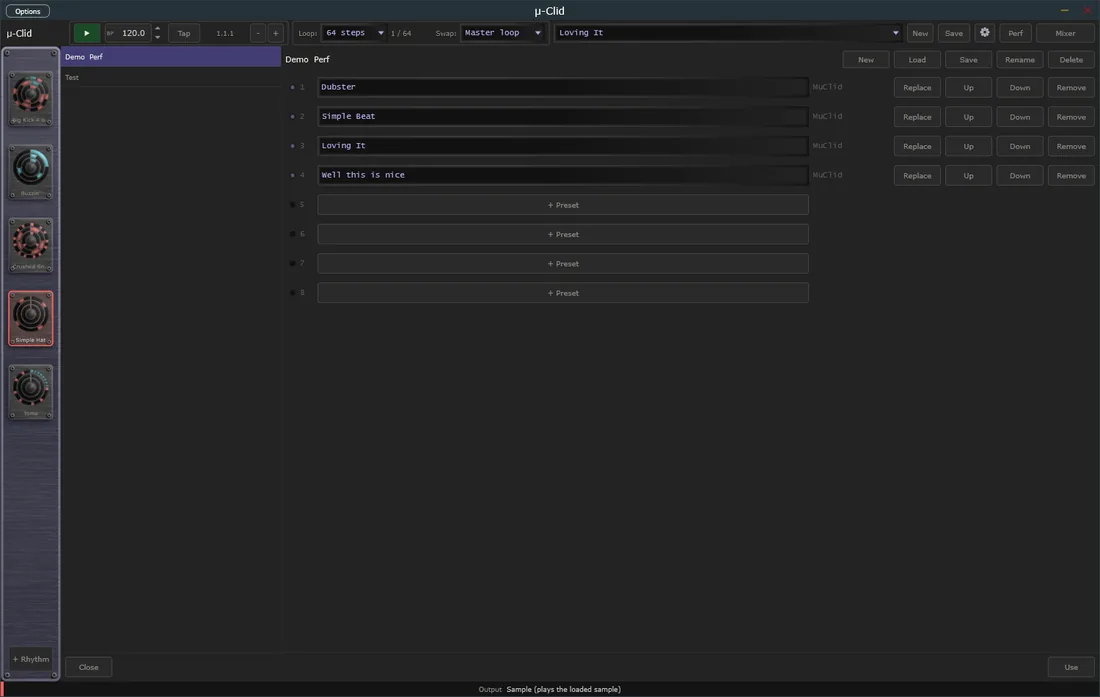 Options
μ-Clid
μ-Clid
120.0
Tap
1.1.1
-
+
Loop:
64 steps
1 / 64
Swap:
Master loop
Loving It
New
Save
Perf
Mixer
Demo Perf
Test
Demo Perf
New
Load
Save
Rename
Delete
1
Dubster
MuClid
Replace
Up
Down
Remove
2
Simple Beat
MuClid
Replace
Up
Down
Remove
3
Loving It
MuClid
Replace
Up
Down
Remove
4
Well this is nice
MuClid
Replace
Up
Down
Remove
5
+ Preset
6
+ Preset
7
+ Preset
8
+ Preset
Simple Hat
+ Rhythm
Close
Use
Output Sample (plays the loaded sample)